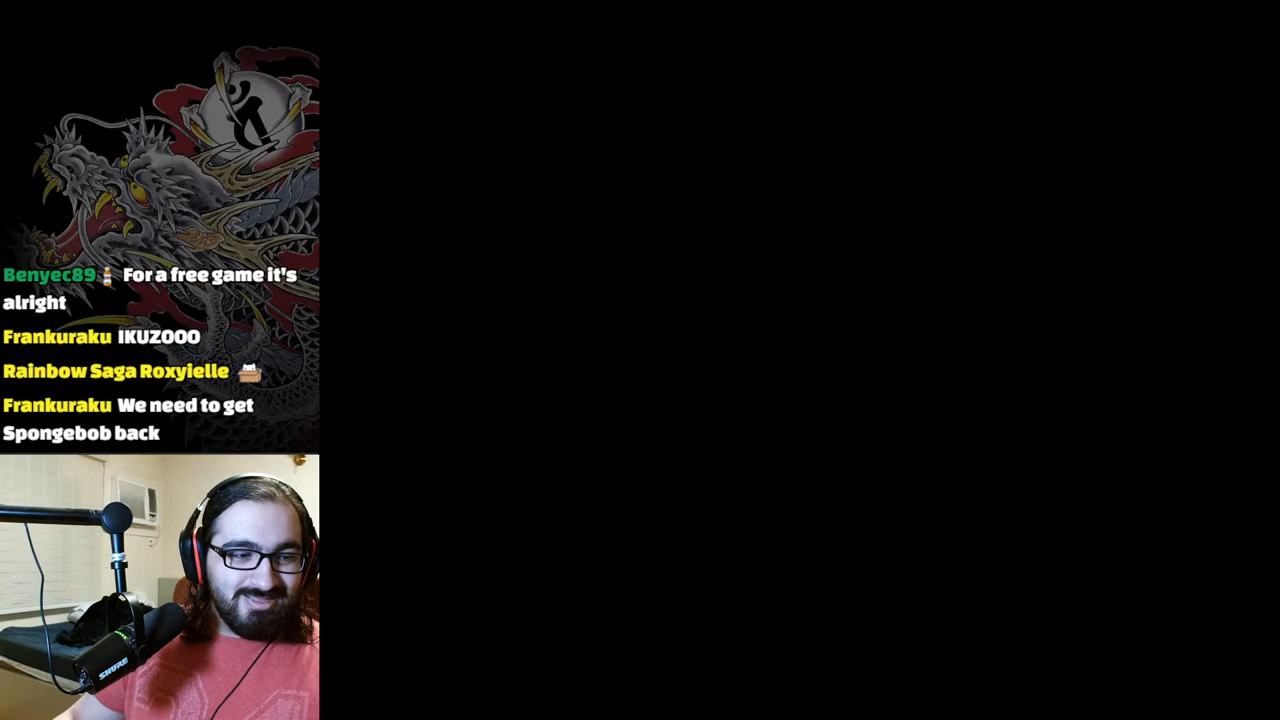 Benyec89 For a free game it's
alright
Frankuraku IKUZOOO
Rainbow Saga Roxyielle
Frankuraku We need to get
Spongebob back
SHURE